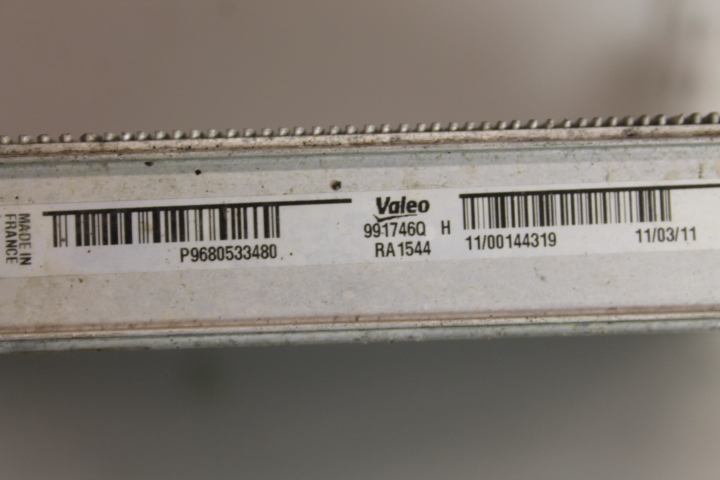 MADE IN
FRANCE
P9680533480
Valeo
991746Q H
RA1544
11/00144319
11/03/11